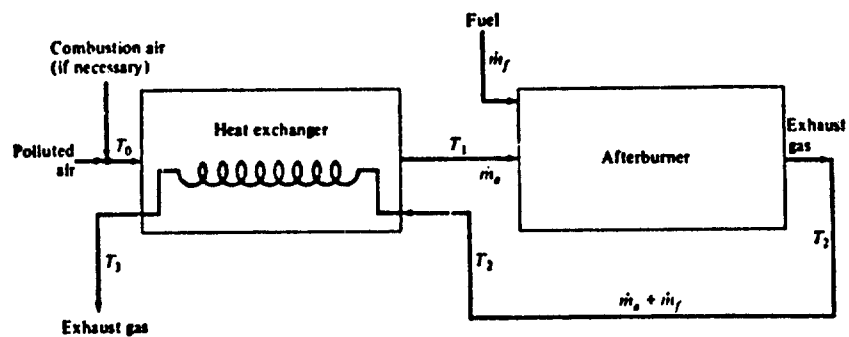 Fuel
ṁf
Combustion air
(if necessary)
Heat exchanger
Polluted
air
T0
T1
ṁa
Afterburner
Exhaust
gas
T3
T2
T2
ṁa + ṁf
Exhaust gas